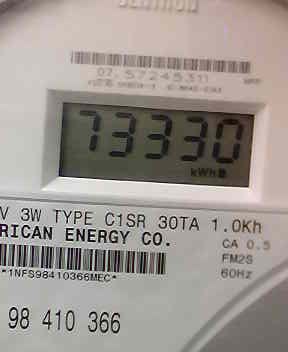 CENTRON
07 57245311
73330
kWh
V 3W TYPE C1SR 30TA 1.0Kh
RICAN ENERGY CO.
CA 0.5
FM2S
*1NFS98410366MEC*
60Hz
98 410 366